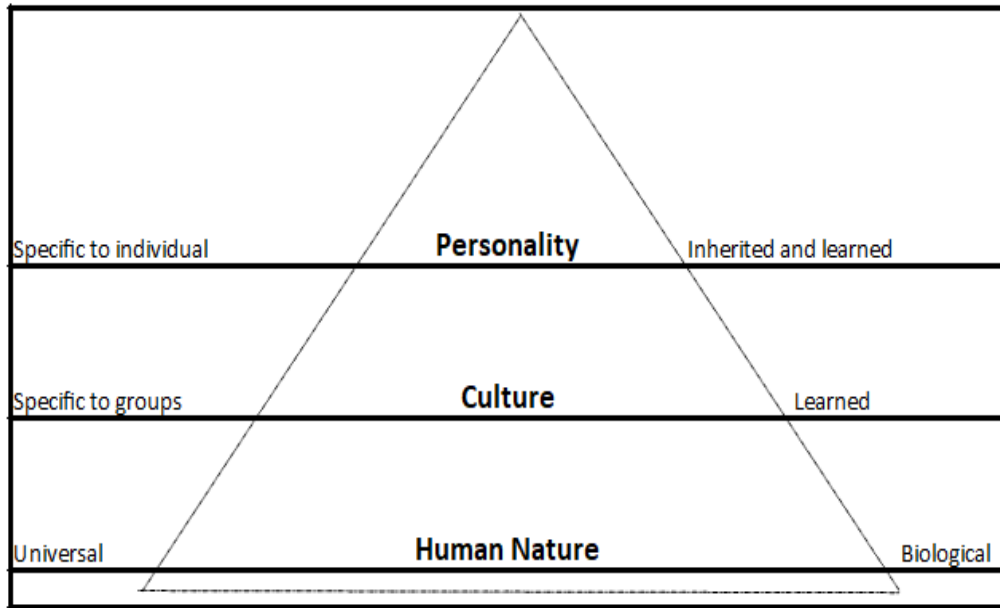 Specific to individual Personality Inherited and learned
Specific to groups Culture Learned
Universal Human Nature Biological